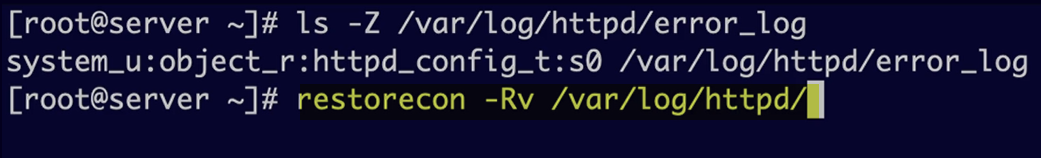 [root@server ~]# ls -Z /var/log/httpd/error_log
system_u:object_r:httpd_config_t:s0 /var/log/httpd/error_log
[root@server ~]# restorecon -Rv /var/log/httpd/